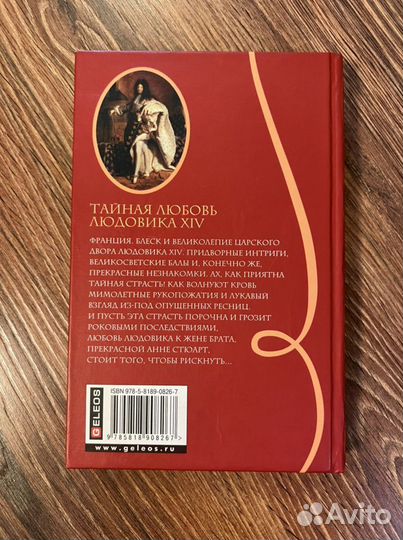 ТАЙНАЯ ЛЮБОВЬ
ЛЮДОВИКА XIV
ФРАНЦИЯ. БЛЕСК И ВЕЛИКОЛЕПИЕ ЦАРСКОГО
ДВОРА ЛЮДОВИКА XIV. ПРИДВОРНЫЕ ИНТРИГИ,
ВЕЛИКОСВЕТСКИЕ БАЛЫ И, КОНЕЧНО ЖЕ,
ПРЕКРАСНЫЕ НЕЗНАКОМКИ. АХ, КАК ПРИЯТНА
ТАЙНАЯ СТРАСТЬ! КАК ВОЛНУЮТ КРОВЬ
МИМОЛЕТНЫЕ РУКОПОЖАТИЯ И ЛУКАВЫЙ
ВЗГЛЯД ИЗ-ПОД ОПУЩЕННЫХ РЕСНИЦ.
И ПУСТЬ ЭТА СТРАСТЬ ПОРОЧНА И ГРОЗИТ
РОКОВЫМИ ПОСЛЕДСТВИЯМИ,
ЛЮБОВЬ ЛЮДОВИКА К ЖЕНЕ БРАТА,
ПРЕКРАСНОЙ АННЕ СТЮАРТ,
СТОИТ ТОГО, ЧТОБЫ РИСКНУТЬ...
GELEOS
ISBN 978-5-8189-0826-7
9 785818 908267 >
www.geleos.ru
Avito